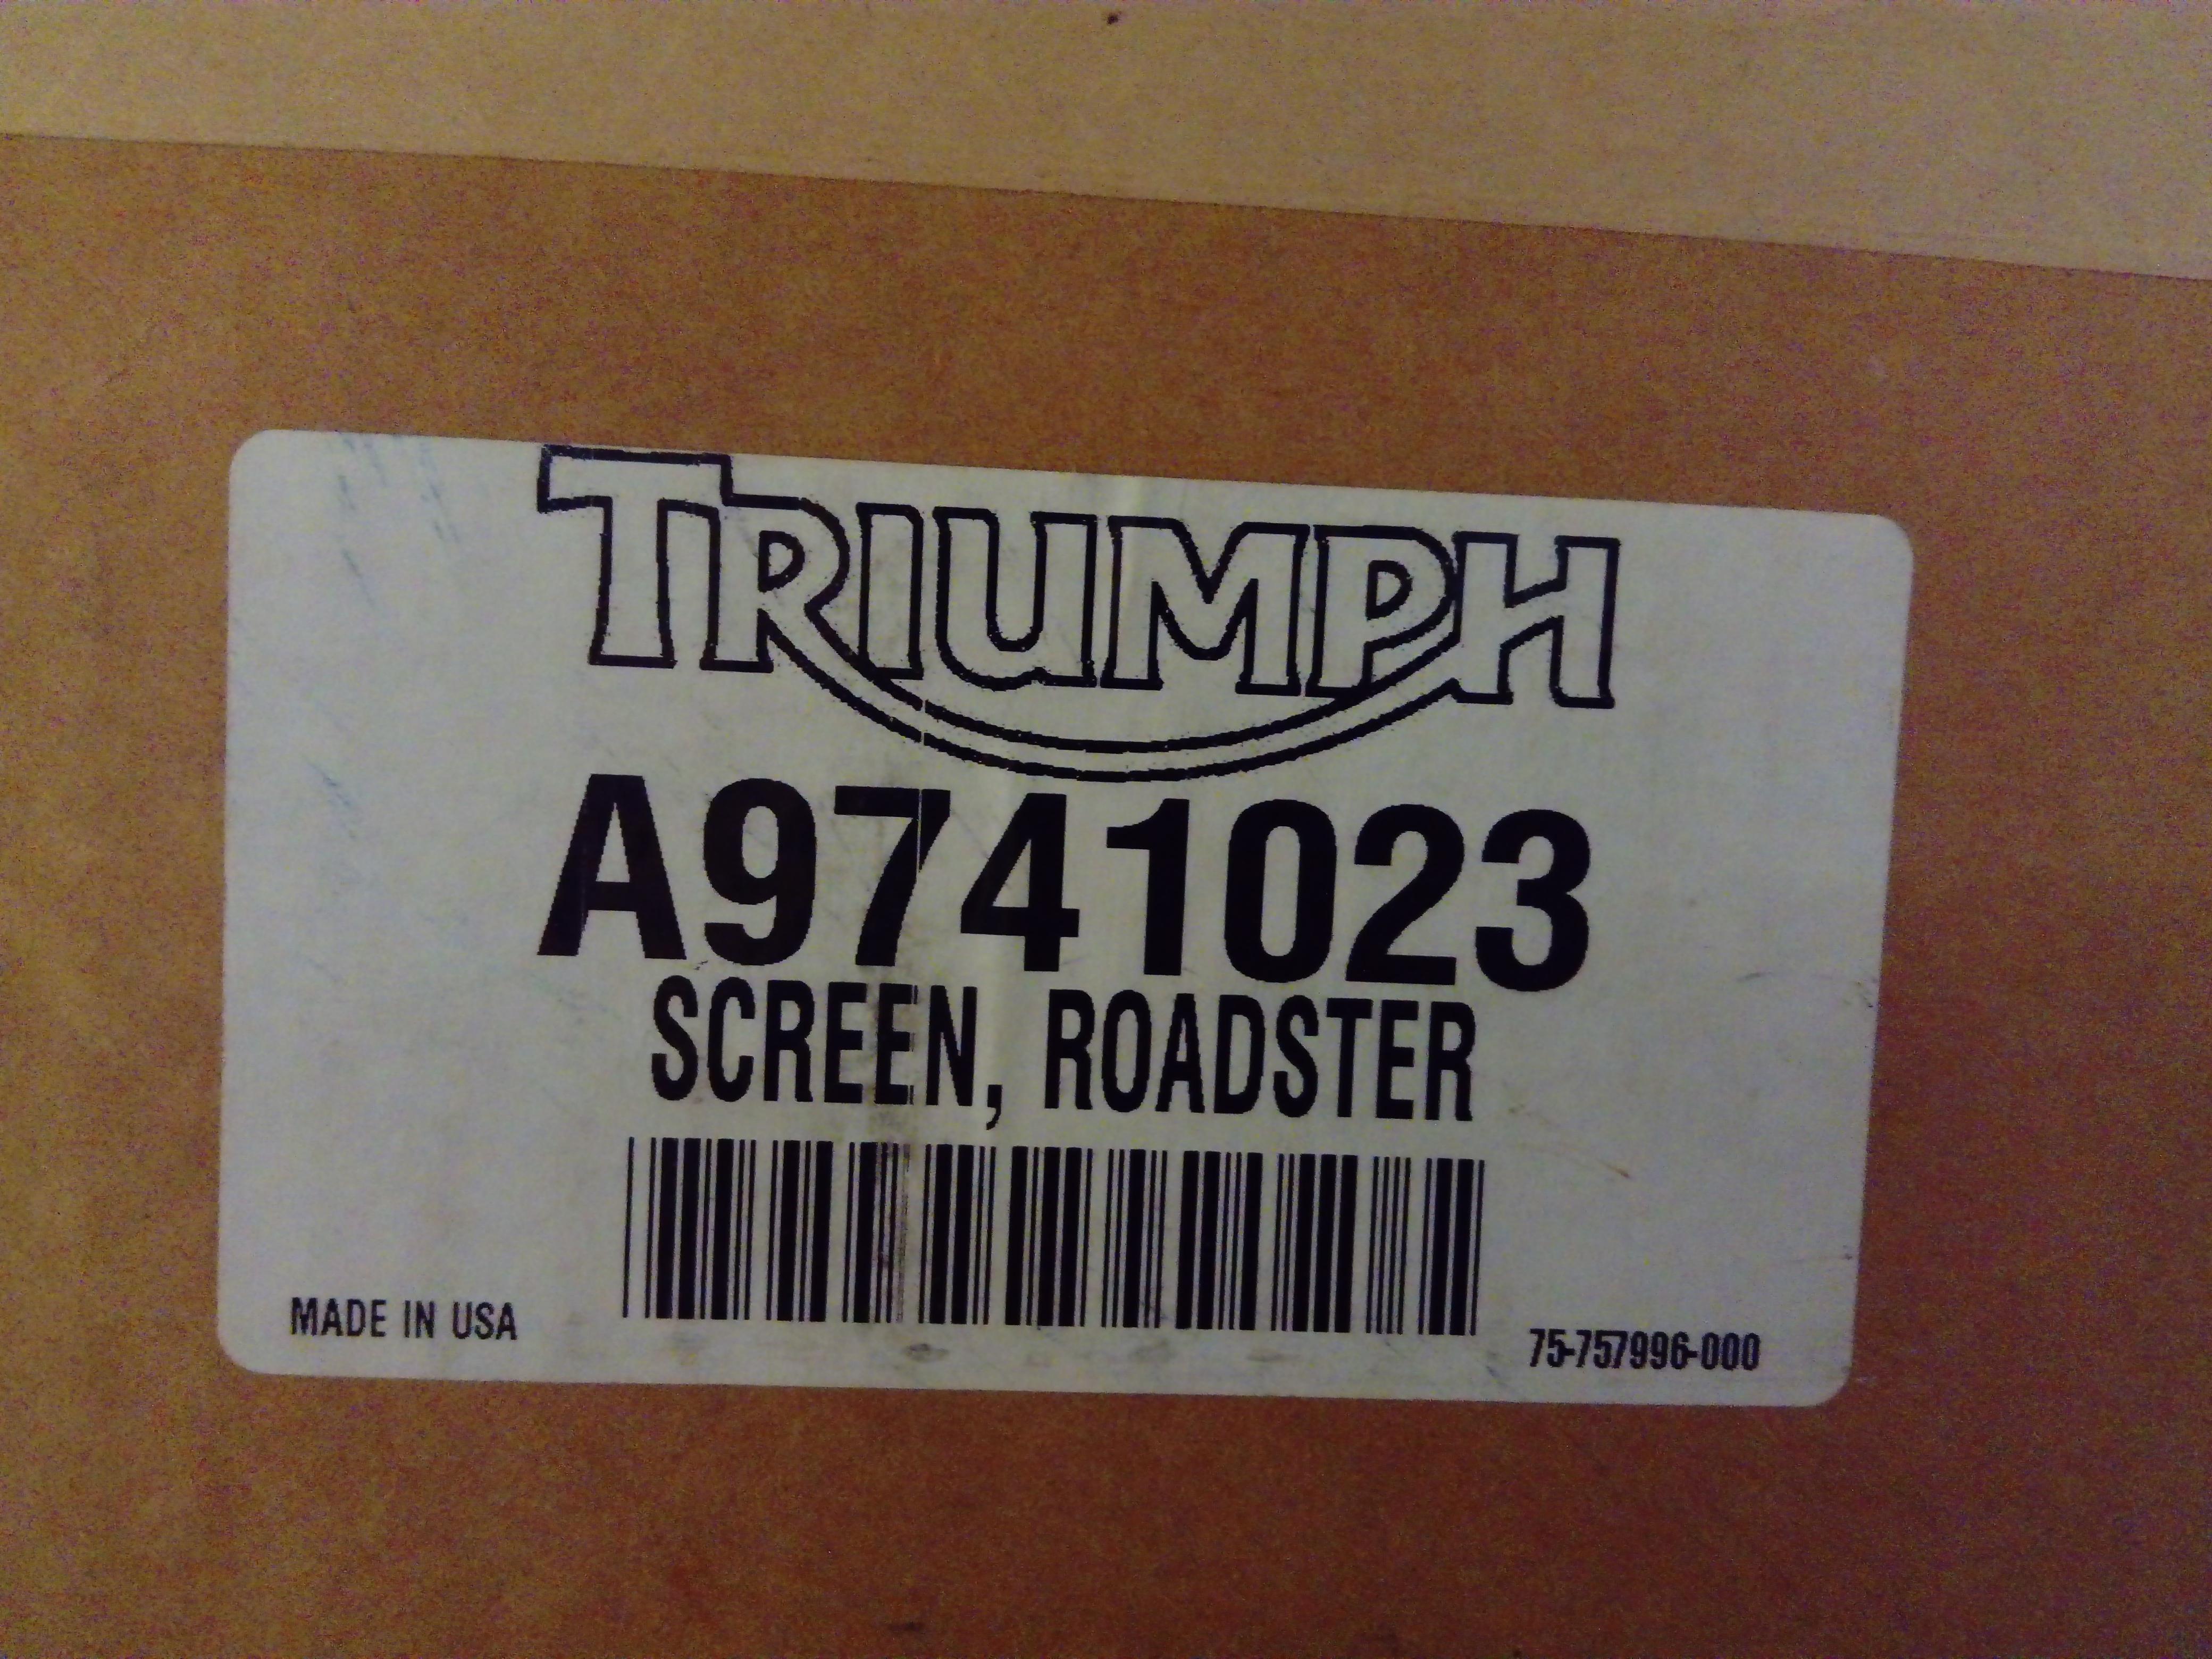 TRIUMPH
A9741023
SCREEN, ROADSTER
MADE IN USA
75-757996-000